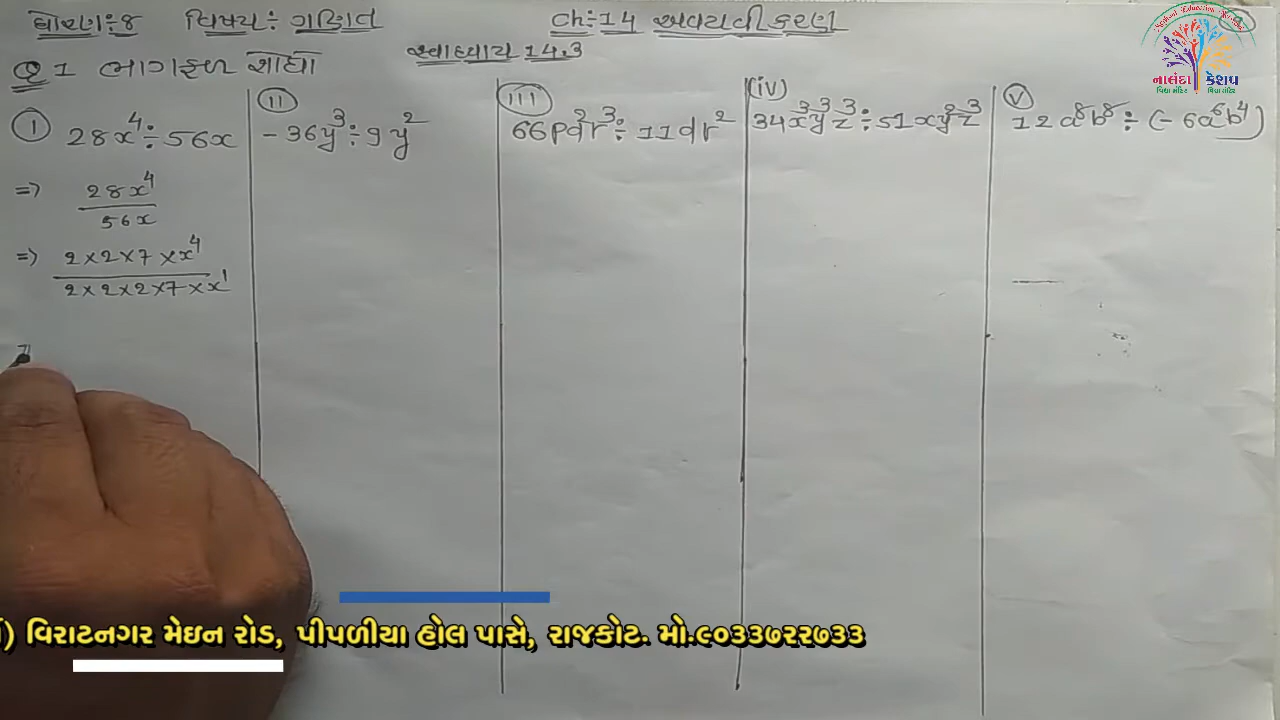 ધોરણઃ ૪ વિષયઃ ગણિત Ch:-14 અવયવીકરણ
સ્વાધ્યાય 14.3
Q 1 ભાગફળ શોધો
નાલંદા કેશવ
વિદ્યા મંદિર વિદ્યા મંદિર
(i) 28x⁴ ÷ 56x
=> 28x⁴
56x
=> 2×2×7×x⁴
2×2×2×7×x¹
(ii) -36y³ ÷ 9y²
(iii) 66pq²r³ ÷ 11qr²
(iv) 34x³y³z³ ÷ 51xy²z³
(v) 12a⁸b⁸ ÷ (-6a⁶b⁴)
વિરાટનગર મેઇન રોડ, પીપળીયા હોલ પાસે, રાજકોટ. મો.૯૦૩૩૭૨૨૭૩૩